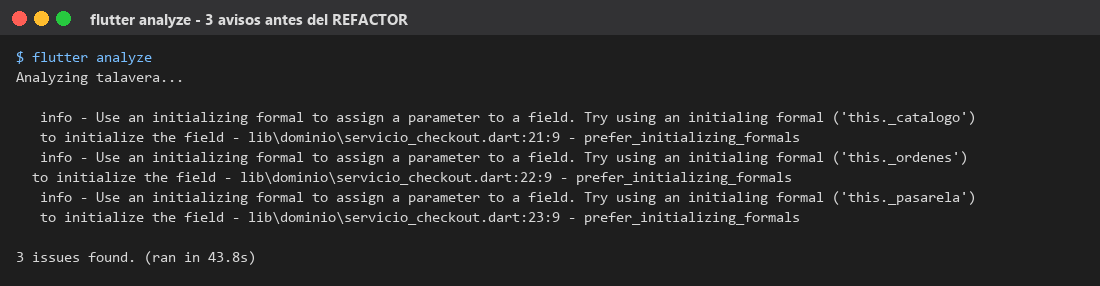 flutter analyze - 3 avisos antes del REFACTOR
$ flutter analyze
Analyzing talavera...
info - Use an initializing formal to assign a parameter to a field. Try using an initialing formal ('this._catalogo')
to initialize the field - lib\dominio\servicio_checkout.dart:21:9 - prefer_initializing_formals
info - Use an initializing formal to assign a parameter to a field. Try using an initialing formal ('this._ordenes')
to initialize the field - lib\dominio\servicio_checkout.dart:22:9 - prefer_initializing_formals
info - Use an initializing formal to assign a parameter to a field. Try using an initialing formal ('this._pasarela')
to initialize the field - lib\dominio\servicio_checkout.dart:23:9 - prefer_initializing_formals
3 issues found. (ran in 43.8s)